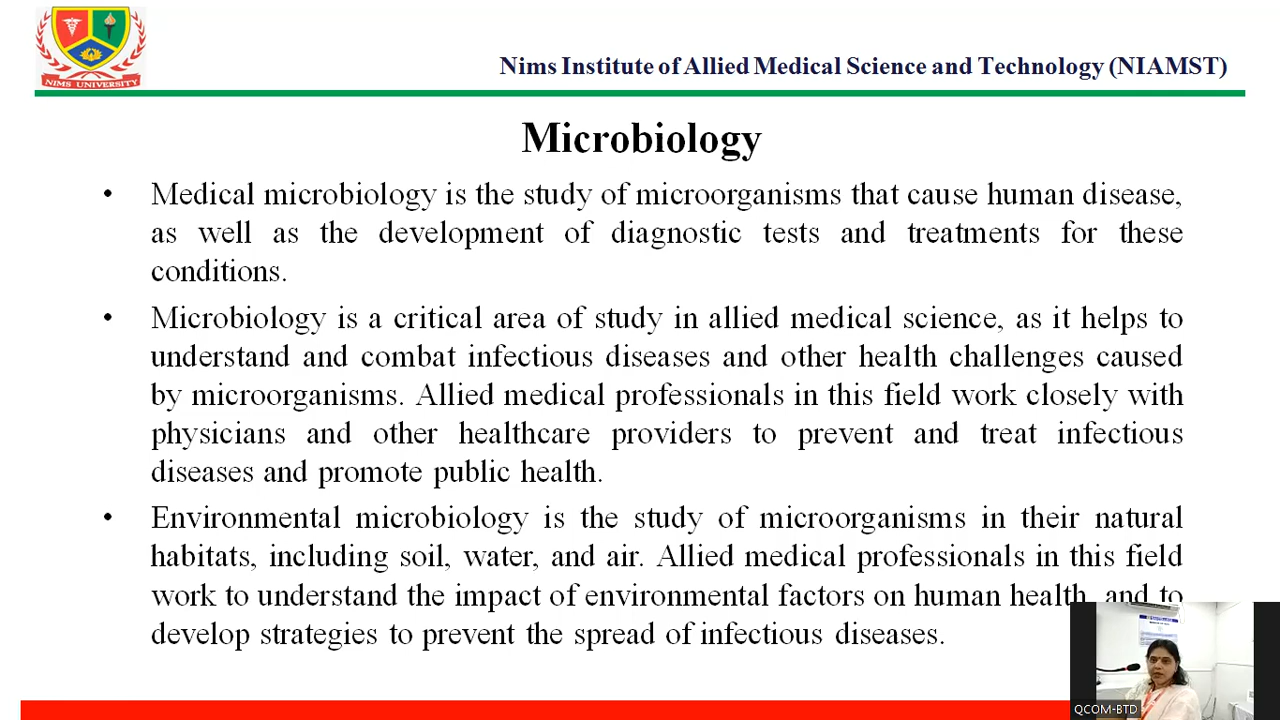 NIMS UNIVERSITY
Nims Institute of Allied Medical Science and Technology (NIAMST)
Microbiology
• Medical microbiology is the study of microorganisms that cause human disease,
as well as the development of diagnostic tests and treatments for these
conditions.
• Microbiology is a critical area of study in allied medical science, as it helps to
understand and combat infectious diseases and other health challenges caused
by microorganisms. Allied medical professionals in this field work closely with
physicians and other healthcare providers to prevent and treat infectious
diseases and promote public health.
• Environmental microbiology is the study of microorganisms in their natural
habitats, including soil, water, and air. Allied medical professionals in this field
work to understand the impact of environmental factors on human health, and to
develop strategies to prevent the spread of infectious diseases.
QCOM-BTD